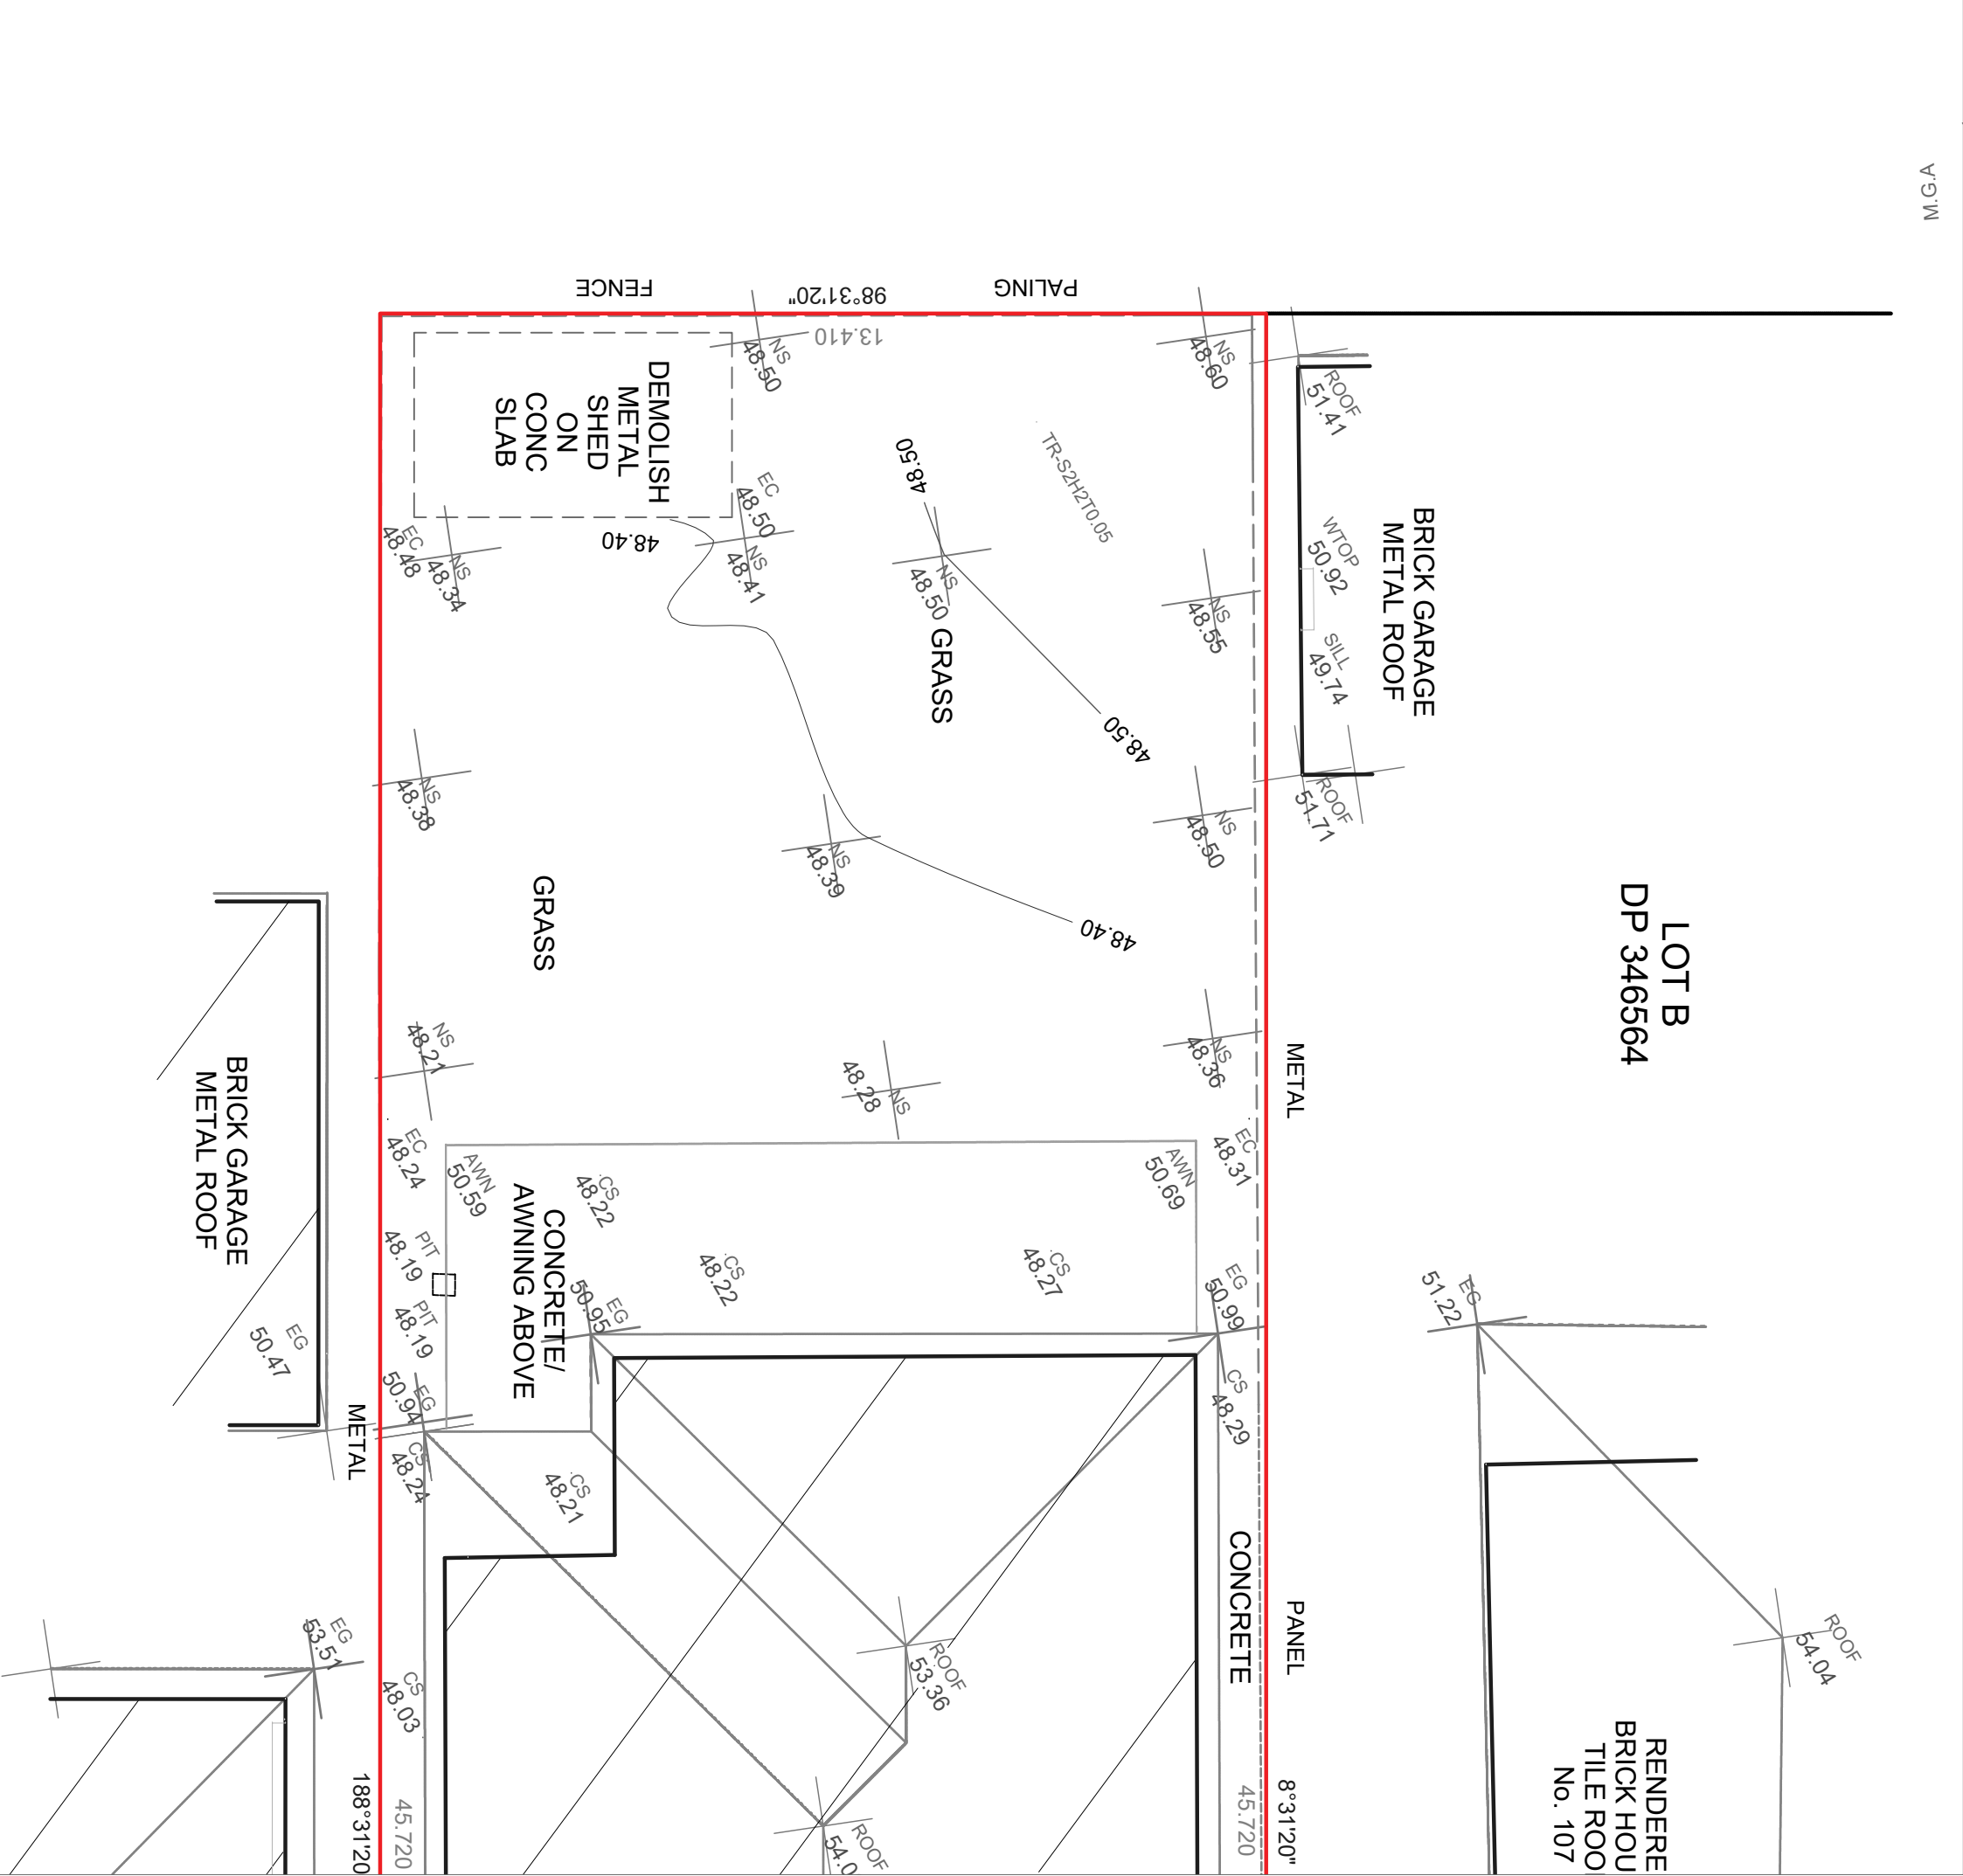 M.G.A
PALING
98°31'20"
FENCE
13.410
DEMOLISH
METAL
SHED
ON
CONC
SLAB
NS
48.50
NS
48.60
ROOF
51.41
TR-S2H2T0.05
48.50
EC
48.50
NS
48.41
48.40
EC
48.48
NS
48.34
NS
48.50
GRASS
NS
48.55
WTOP
50.92
SILL
49.74
BRICK GARAGE
METAL ROOF
48.50
ROOF
51.71
NS
48.38
NS
48.39
NS
48.50
48.40
GRASS
LOT B
DP 346564
NS
48.21
NS
48.28
NS
48.36
METAL
BRICK GARAGE
METAL ROOF
EC
48.24
AWN
50.59
CS
48.22
AWN
50.69
EC
48.31
CONCRETE/
AWNING ABOVE
PIT
48.19
PIT
48.19
CS
48.22
CS
48.27
EG
50.95
EG
50.99
EG
51.22
EG
50.47
METAL
EG
50.94
CS
48.24
CS
48.21
CS
48.29
CONCRETE
PANEL
EG
53.51
CS
48.03
ROOF
53.36
ROOF
54.04
188°31'20
45.720
ROOF
54.0
45.720
8°31'20"
RENDERE
BRICK HOU
TILE ROO
No. 107